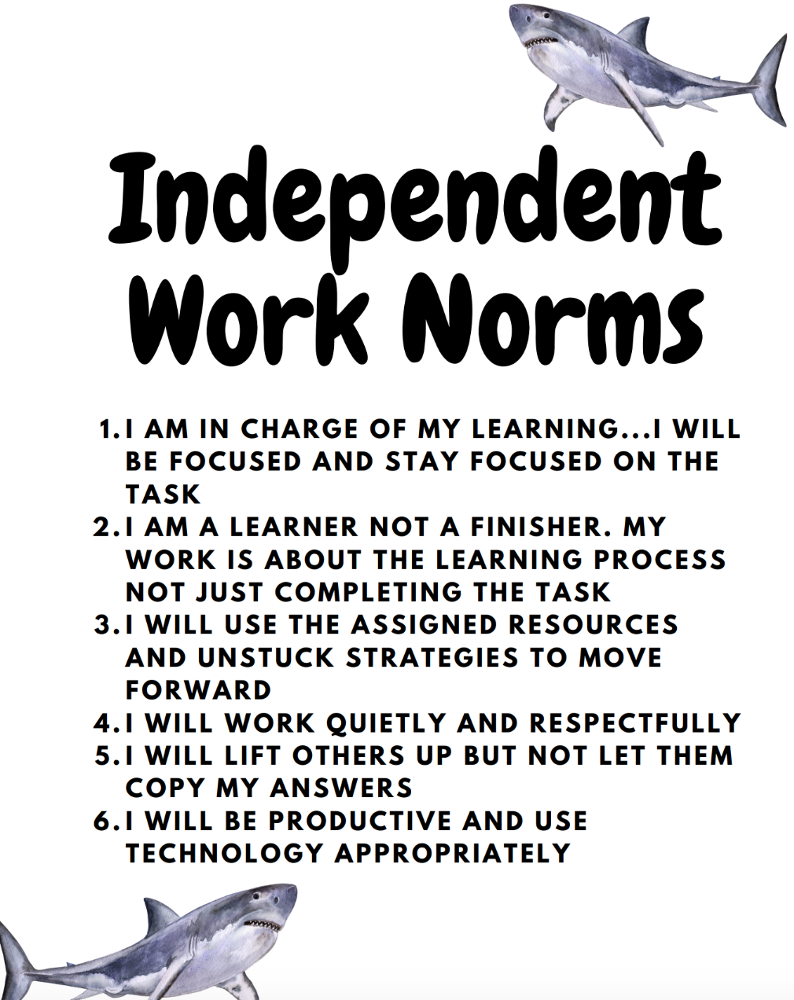 Independent
Work Norms
1. I AM IN CHARGE OF MY LEARNING...I WILL
BE FOCUSED AND STAY FOCUSED ON THE
TASK
2. I AM A LEARNER NOT A FINISHER. MY
WORK IS ABOUT THE LEARNING PROCESS
NOT JUST COMPLETING THE TASK
3. I WILL USE THE ASSIGNED RESOURCES
AND UNSTUCK STRATEGIES TO MOVE
FORWARD
4. I WILL WORK QUIETLY AND RESPECTFULLY
5. I WILL LIFT OTHERS UP BUT NOT LET THEM
COPY MY ANSWERS
6. I WILL BE PRODUCTIVE AND USE
TECHNOLOGY APPROPRIATELY